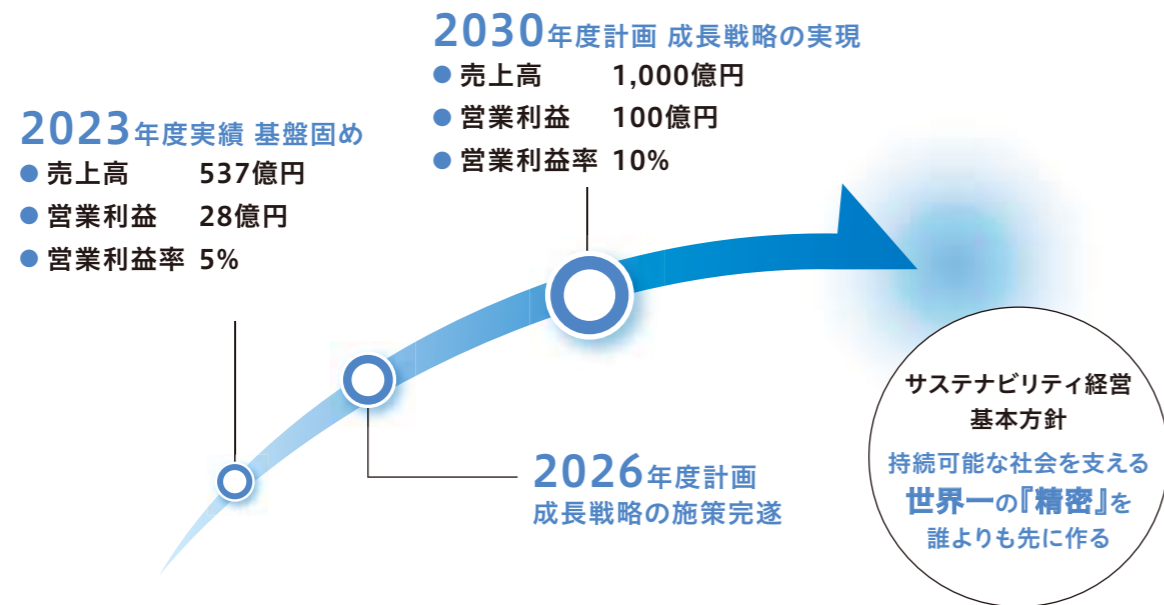 2023年度実績 基盤固め
● 売上高 537億円
● 営業利益 28億円
● 営業利益率 5%
2030年度計画 成長戦略の実現
● 売上高 1,000億円
● 営業利益 100億円
● 営業利益率 10%
2026年度計画
成長戦略の施策完遂
サステナビリティ経営
基本方針
持続可能な社会を支える
世界一の『精密』を
誰よりも先に作る